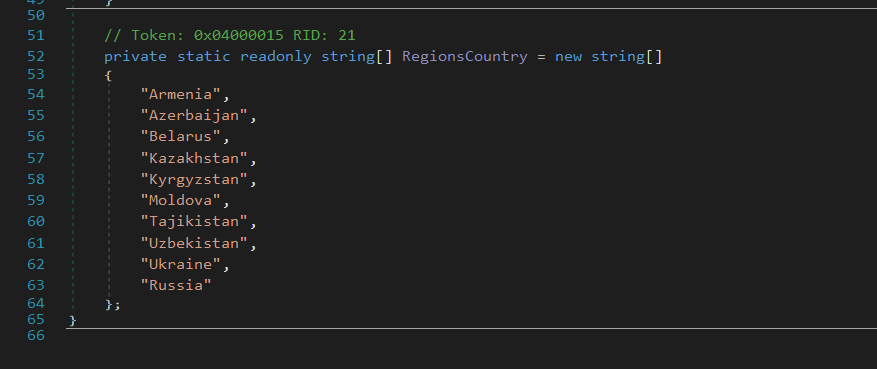 49 }
50
51 // Token: 0x04000015 RID: 21
52 private static readonly string[] RegionsCountry = new string[]
53 {
54 "Armenia",
55 "Azerbaijan",
56 "Belarus",
57 "Kazakhstan",
58 "Kyrgyzstan",
59 "Moldova",
60 "Tajikistan",
61 "Uzbekistan",
62 "Ukraine",
63 "Russia"
64 };
65 }
66